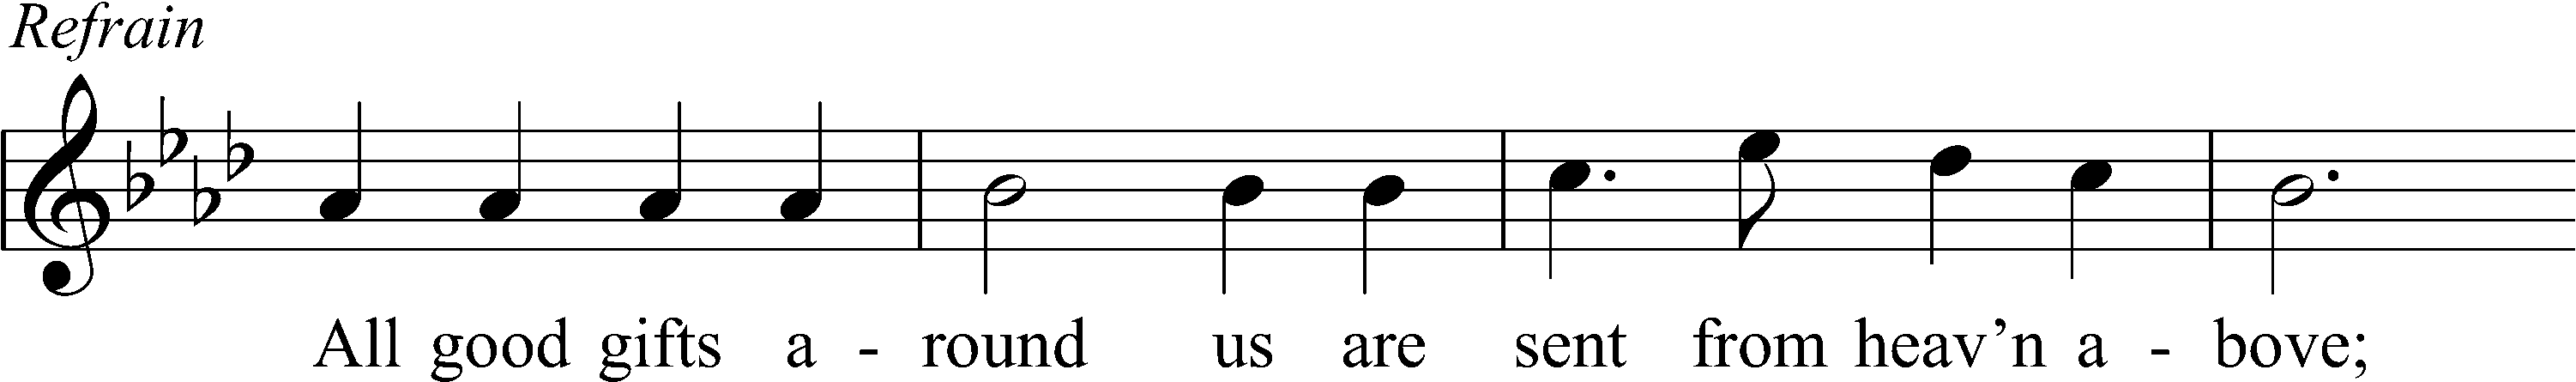 Refrain
All good gifts a - round us are sent from heav’n a - bove;